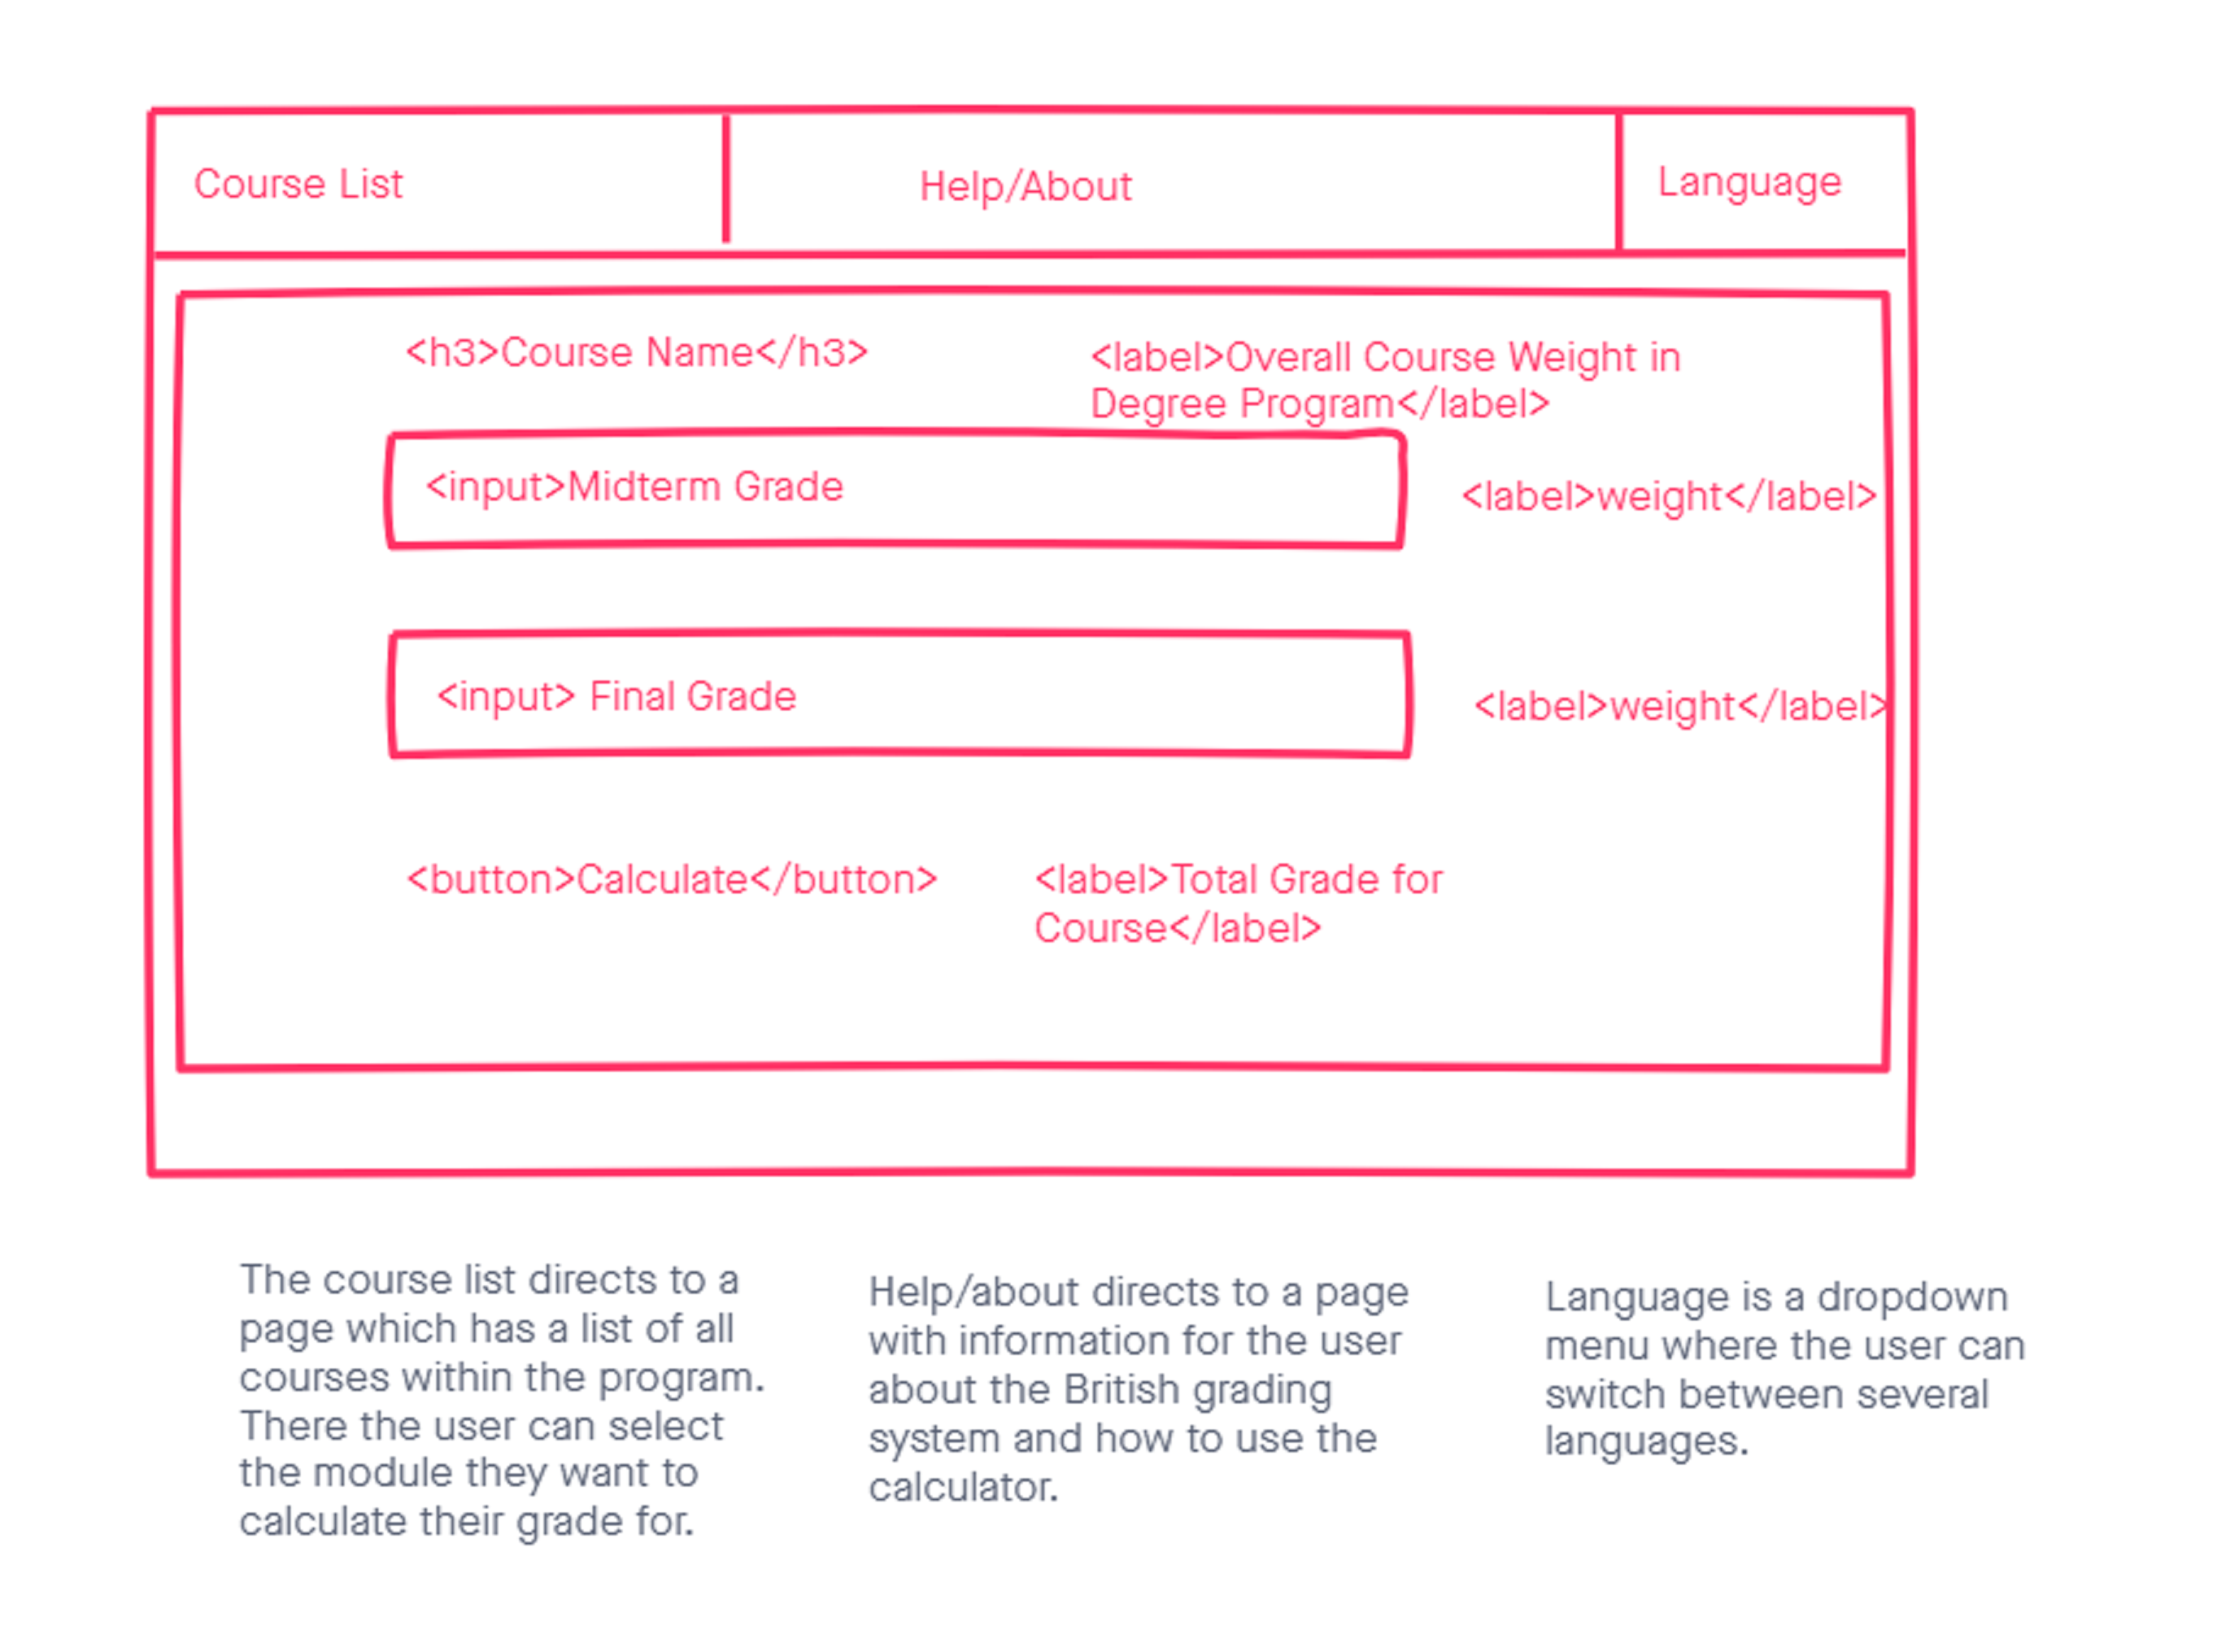 Course List
Help/About
Language
<h3>Course Name</h3>
<label>Overall Course Weight in
Degree Program</label>
<input>Midterm Grade
<label>weight</label>
<input> Final Grade
<label>weight</label>
<button>Calculate</button>
<label>Total Grade for
Course</label>
The course list directs to a
page which has a list of all
courses within the program.
There the user can select
the module they want to
calculate their grade for.
Help/about directs to a page
with information for the user
about the British grading
system and how to use the
calculator.
Language is a dropdown
menu where the user can
switch between several
languages.